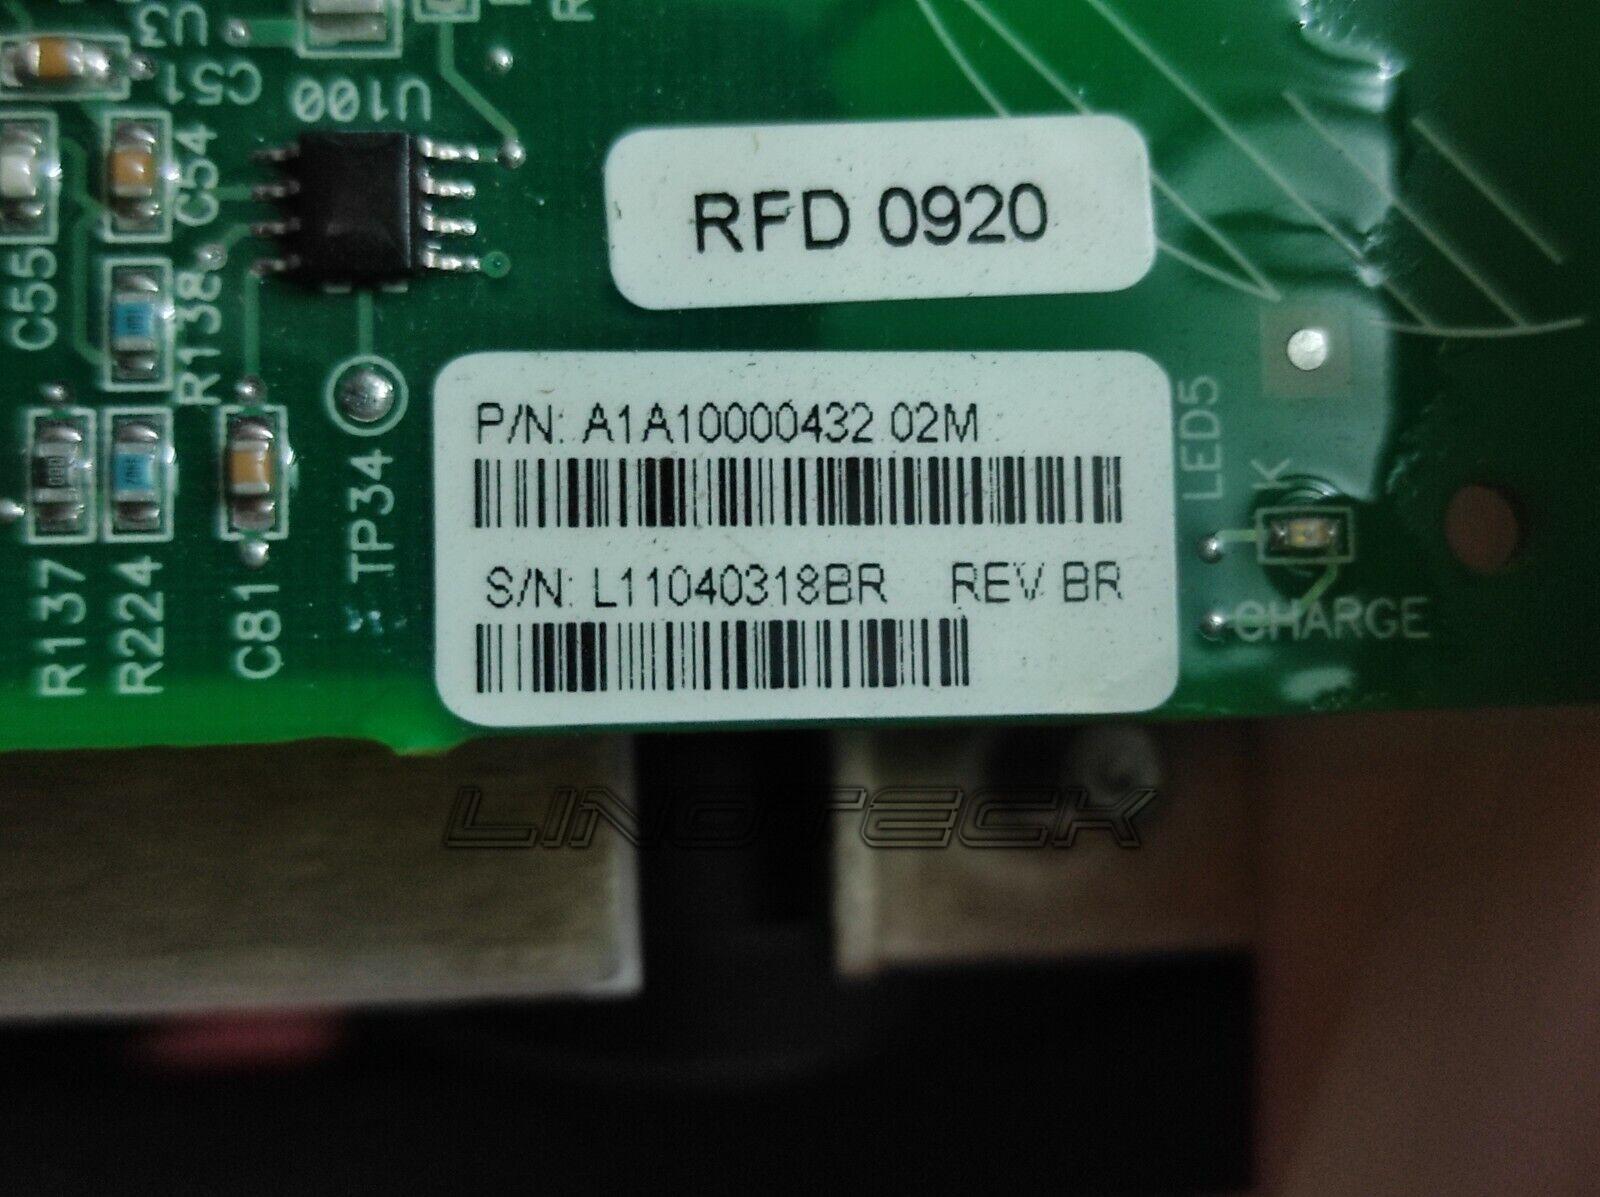 U3
C51
U100
C54
C55
R138
RFD 0920
P/N: A1A10000432.02M
TP34
LED5
K
S/N: L11040318BR REV BR
R137
R224
C81
CHARGE
LINOTECK